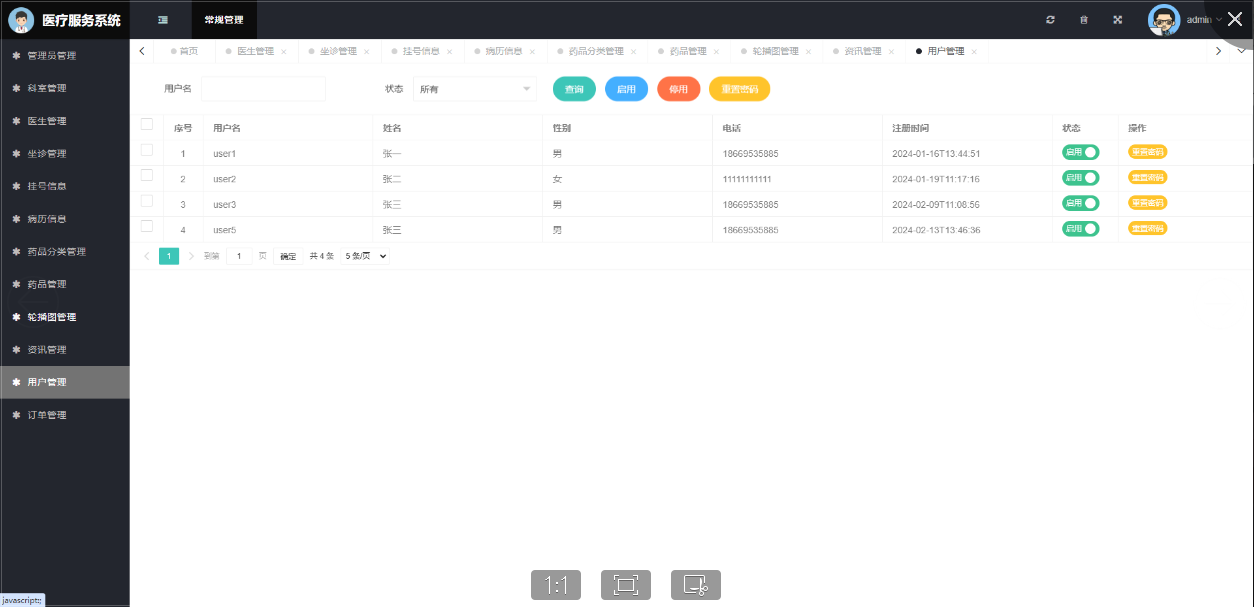 医疗服务系统 常规管理 admin
首页 医生管理 坐诊管理 挂号信息 病历信息 药品分类管理 药品管理 轮播图管理 资讯管理 用户管理
管理员管理
科室管理
医生管理
坐诊管理
挂号信息
病历信息
药品分类管理
药品管理
轮播图管理
资讯管理
用户管理
订单管理
用户名 状态 所有 查询 启用 停用 重置密码
序号 用户名 姓名 性别 电话 注册时间 状态 操作
1 user1 张一 男 18669535885 2024-01-16T13:44:51 启用 重置密码
2 user2 张二 女 11111111111 2024-01-19T11:17:16 启用 重置密码
3 user3 张三 男 18669535885 2024-02-09T11:08:56 启用 重置密码
4 user5 张三 男 18669535885 2024-02-13T13:46:36 启用 重置密码
1 到第 1 页 确定 共 4 条 5 条/页
1:1
javascript:;